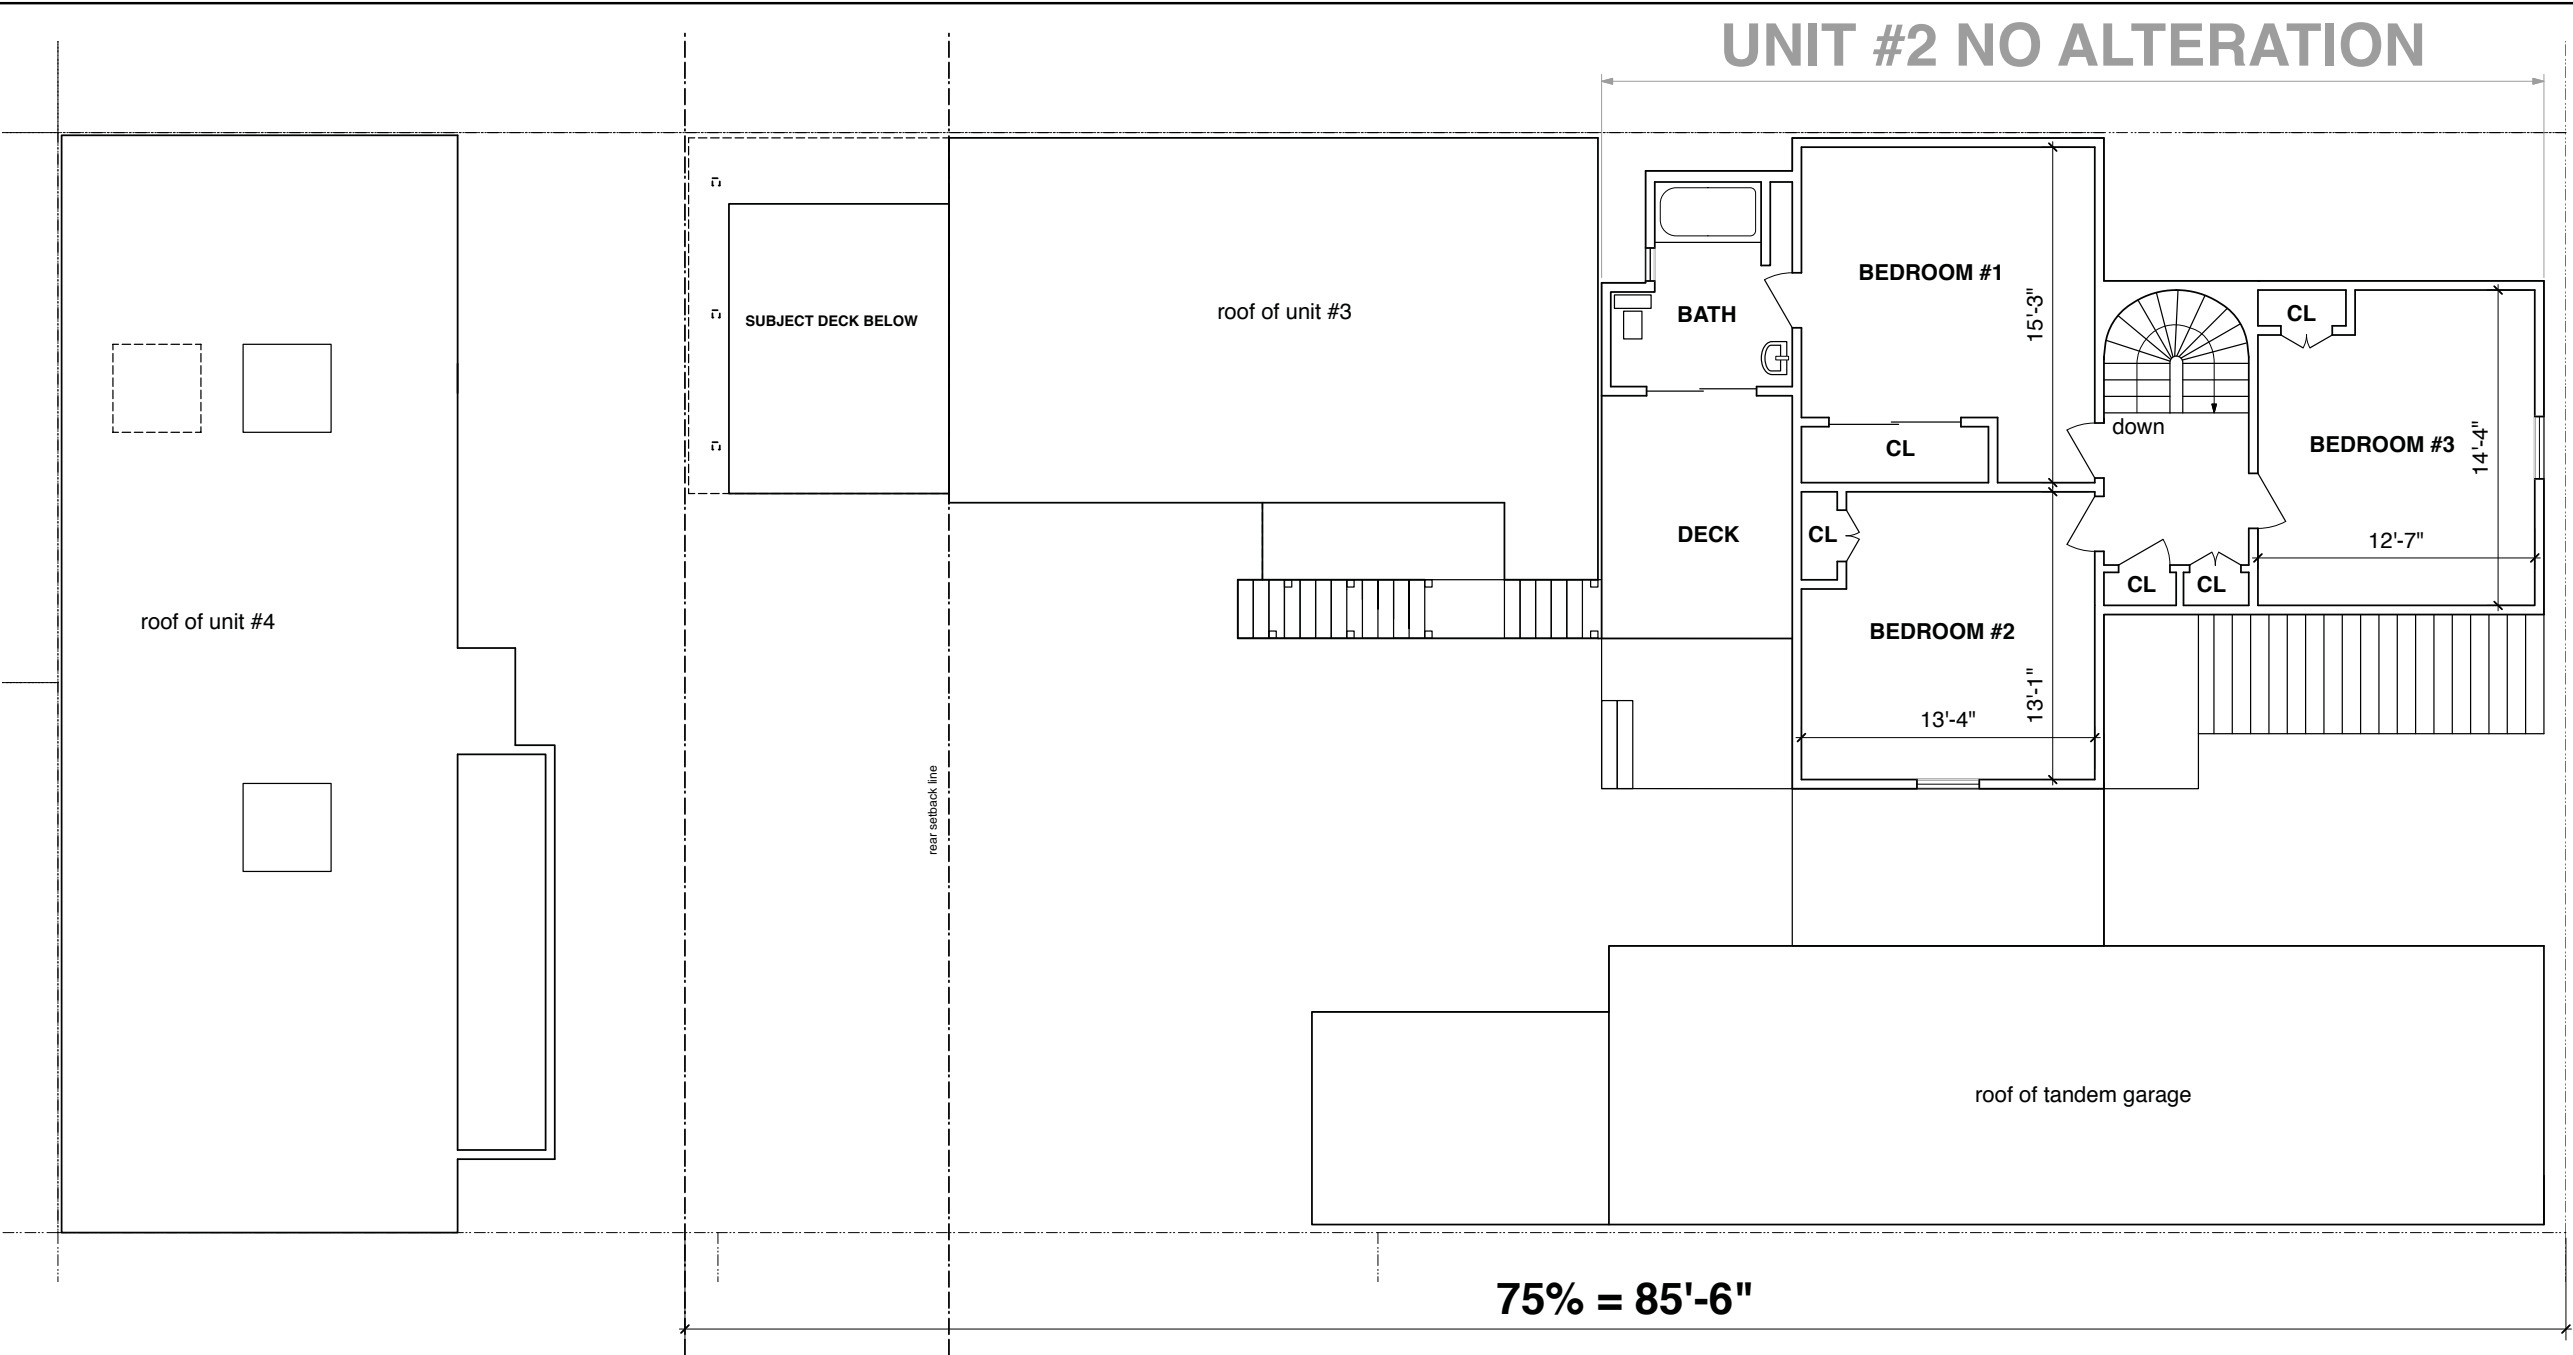 UNIT #2 NO ALTERATION
SUBJECT DECK BELOW
roof of unit #3
BATH
BEDROOM #1
15'-3"
CL
down
CL
BEDROOM #3
14'-4"
12'-7"
DECK
CL
CL
CL
BEDROOM #2
13'-1"
13'-4"
roof of unit #4
rear setback line
roof of tandem garage
75% = 85'-6"